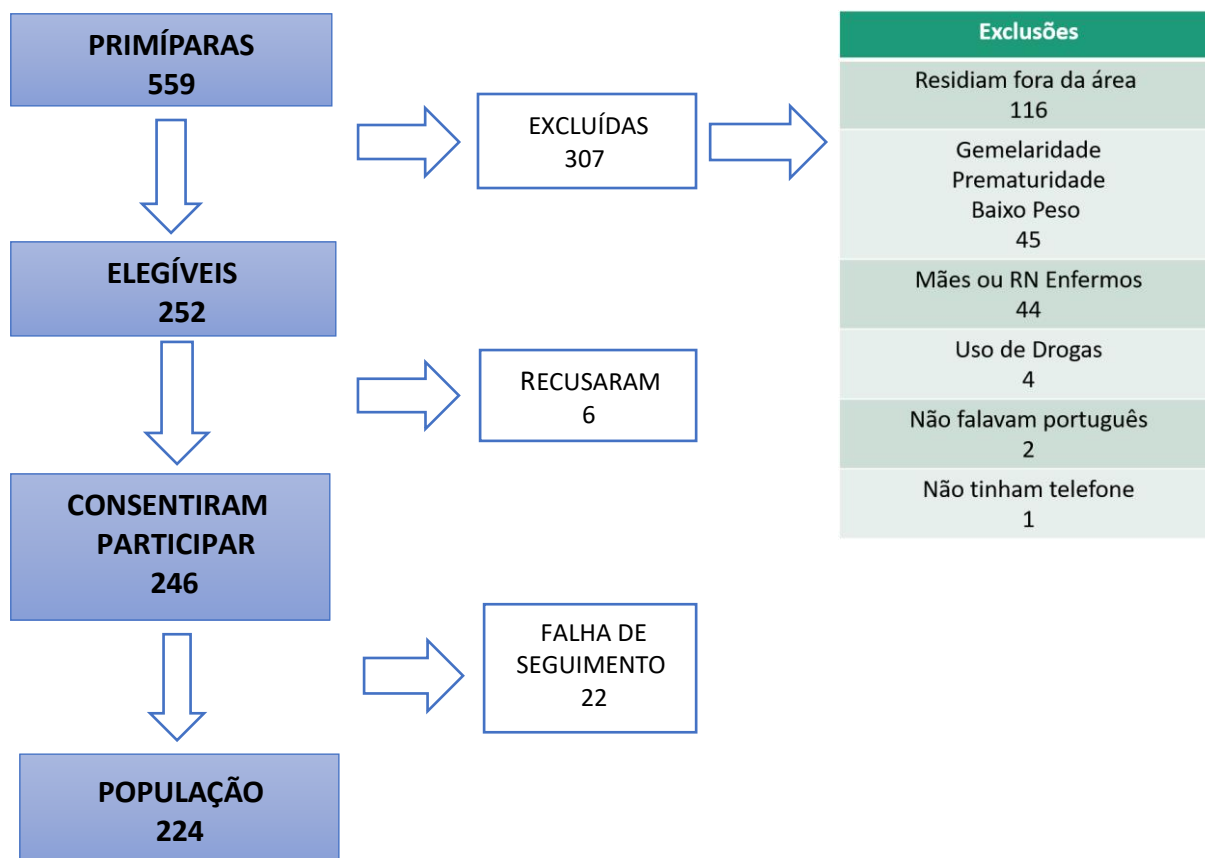 PRIMÍPARAS
559
EXCLUÍDAS
307
ELEGÍVEIS
252
RECUSARAM
6
CONSENTIRAM
PARTICIPAR
246
FALHA DE
SEGUIMENTO
22
POPULAÇÃO
224
Exclusões
Residiam fora da área
116
Gemelaridade
Prematuridade
Baixo Peso
45
Mães ou RN Enfermos
44
Uso de Drogas
4
Não falavam português
2
Não tinham telefone
1